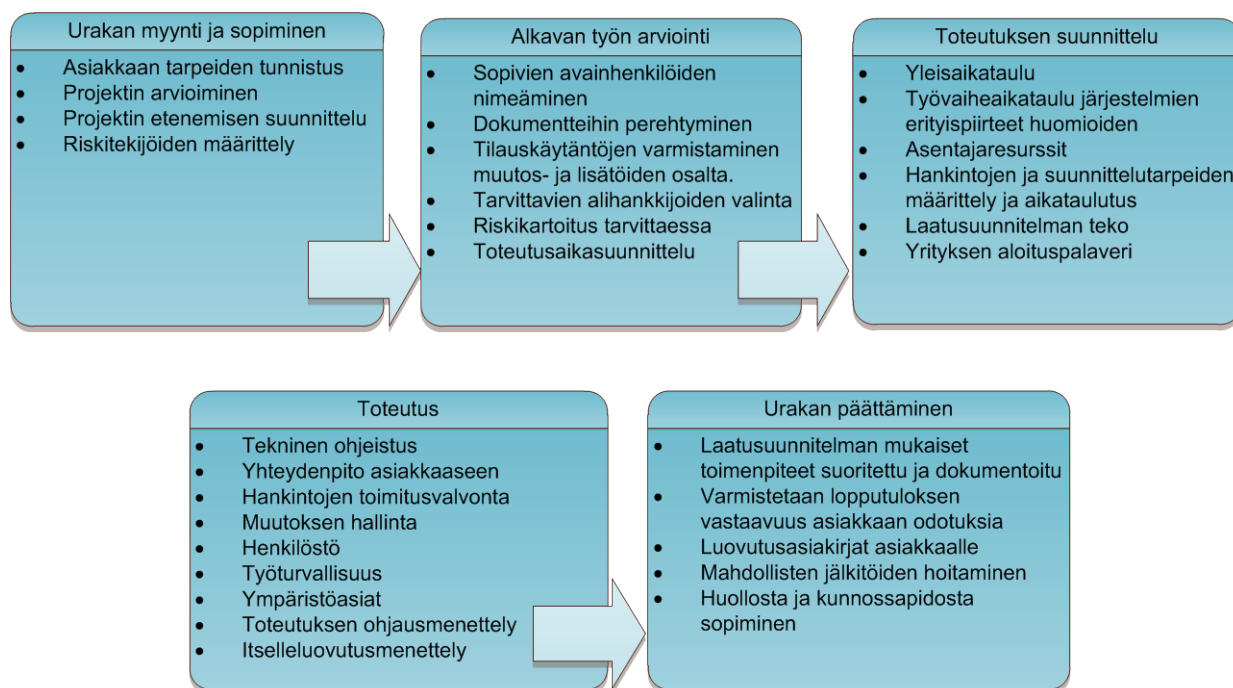 Urakan myynti ja sopiminen
• Asiakkaan tarpeiden tunnistus
• Projektin arvioiminen
• Projektin etenemisen suunnittelu
• Riskitekijöiden määrittely
Alkavan työn arviointi
• Sopivien avainhenkilöiden
nimeäminen
• Dokumentteihin perehtyminen
• Tilauskäytäntöjen varmistaminen
muutos- ja lisätöiden osalta.
• Tarvittavien alihankkijoiden valinta
• Riskikartoitus tarvittaessa
• Toteutusaikasuunnittelu
Toteutuksen suunnittelu
• Yleisaikataulu
• Työvaiheaikataulu järjestelmien
erityispiirteet huomioiden
• Asentajaresurssit
• Hankintojen ja suunnittelutarpeiden
määrittely ja aikataulutus
• Laatusuunnitelman teko
• Yrityksen aloituspalaveri
Toteutus
• Tekninen ohjeistus
• Yhteydenpito asiakkaaseen
• Hankintojen toimitusvalvonta
• Muutoksen hallinta
• Henkilöstö
• Työturvallisuus
• Ympäristöasiat
• Toteutuksen ohjausmenettely
• Itselleluovutusmenettely
Urakan päättäminen
• Laatusuunnitelman mukaiset
toimenpiteet suoritettu ja dokumentoitu
• Varmistetaan lopputuloksen
vastaavuus asiakkaan odotuksia
• Luovutusasiakirjat asiakkaalle
• Mahdollisten jälkitöiden hoitaminen
• Huollosta ja kunnossapidosta
sopiminen